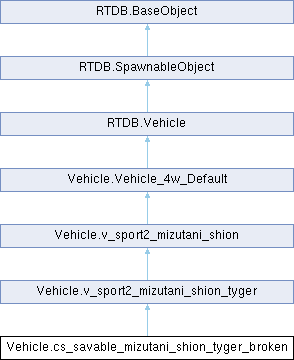 RTDB.BaseObject
RTDB.SpawnableObject
RTDB.Vehicle
Vehicle.Vehicle_4w_Default
Vehicle.v_sport2_mizutani_shion
Vehicle.v_sport2_mizutani_shion_tyger
Vehicle.cs_savable_mizutani_shion_tyger_broken